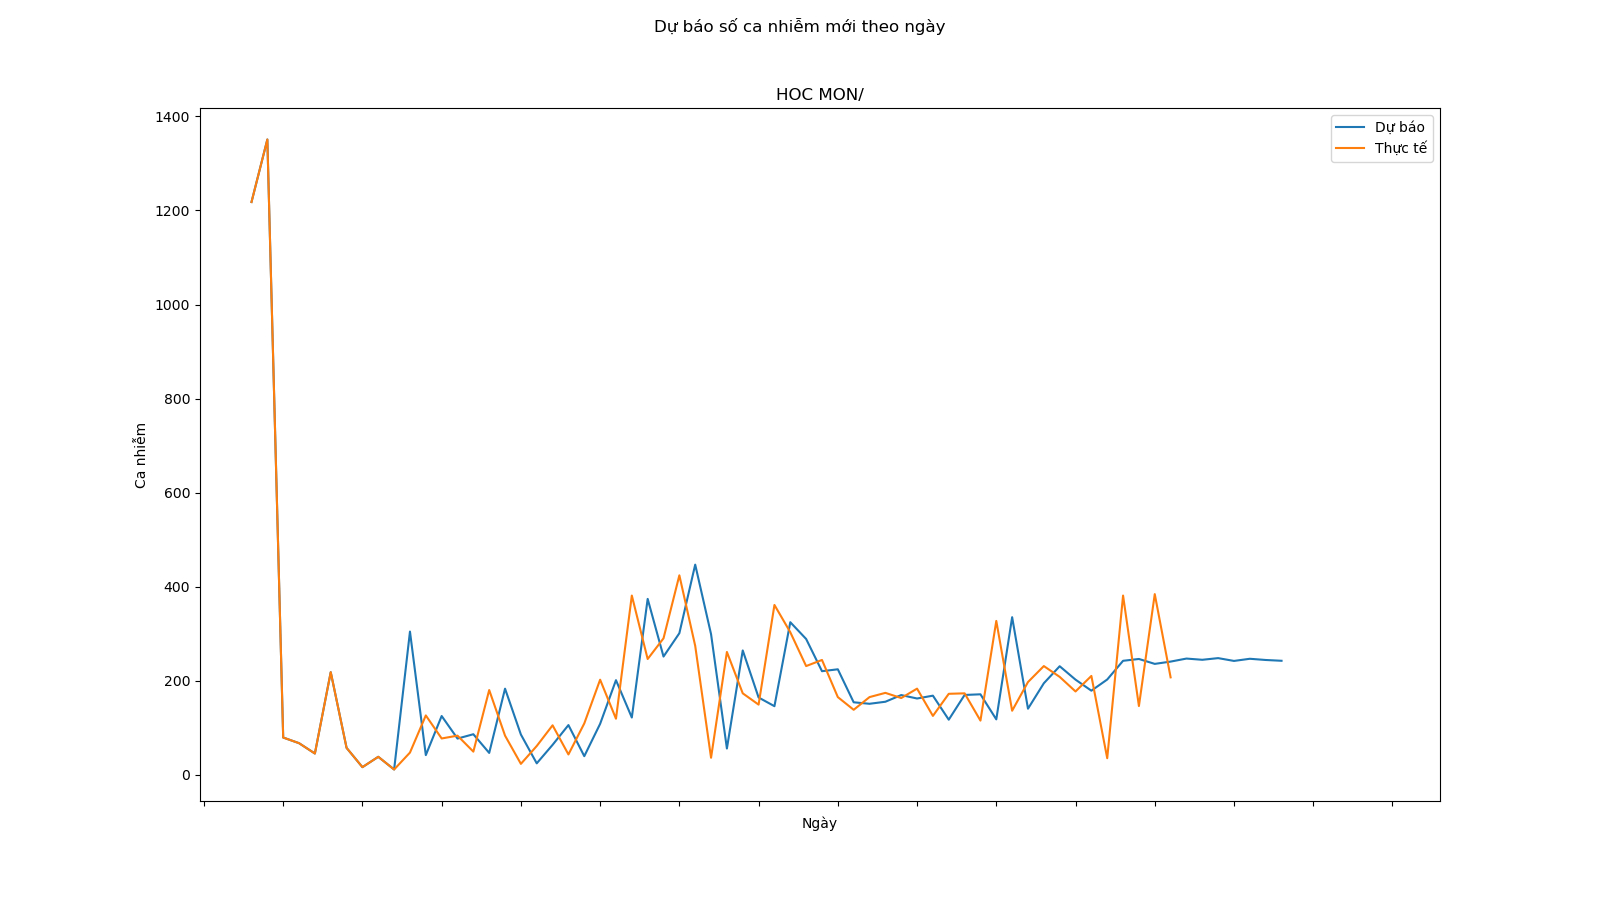 Dự báo số ca nhiễm mới theo ngày
HOC MON/
1400
1200
1000
800
600
400
200
0
Ca nhiễm
Dự báo
Thực tế
Ngày